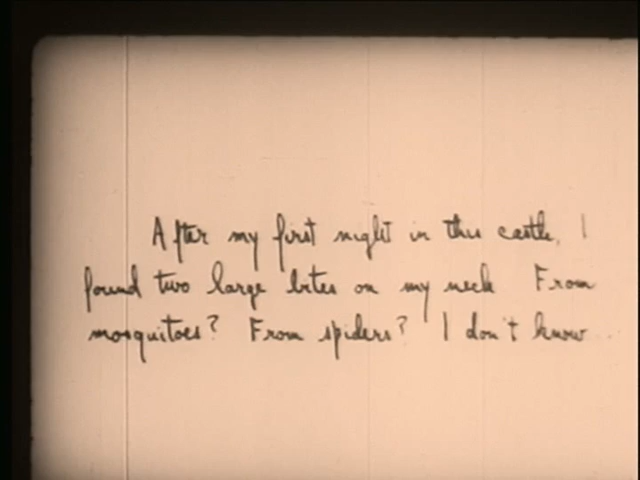 After my first night in this castle, I
found two large bites on my neck From
mosquitoes? From spiders? I don't know...